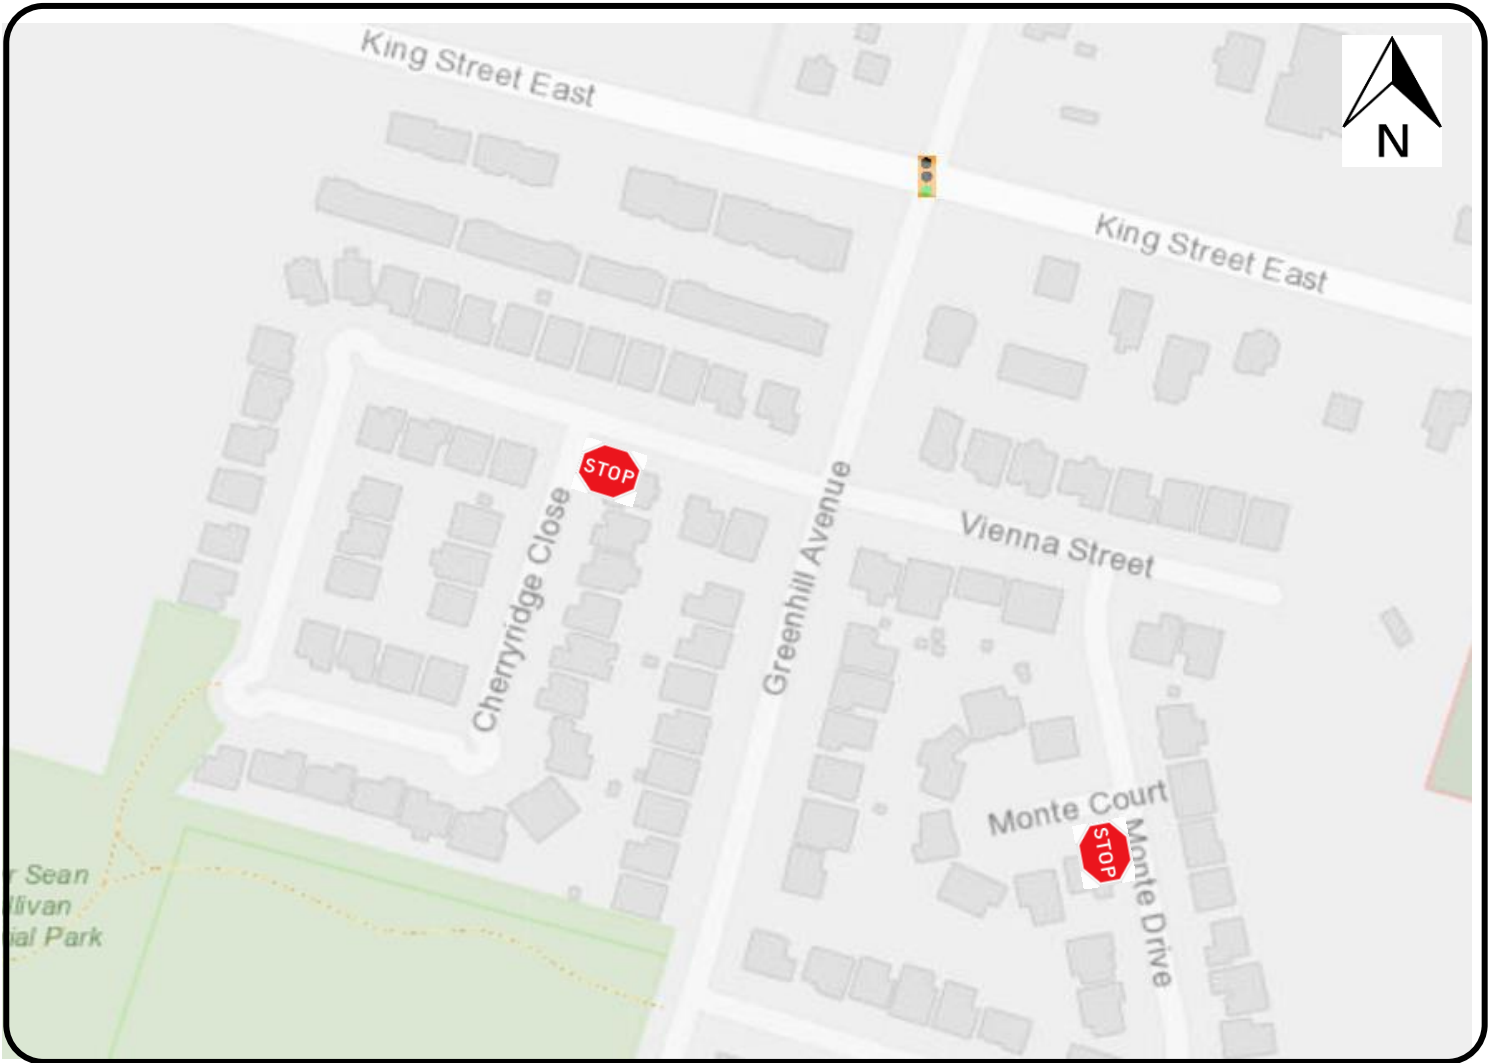 King Street East
N
King Street East
STOP
Cherryridge Close
Greenhill Avenue
Vienna Street
Monte Court
STOP
Monte Drive
r Sean
llivan
ial Park